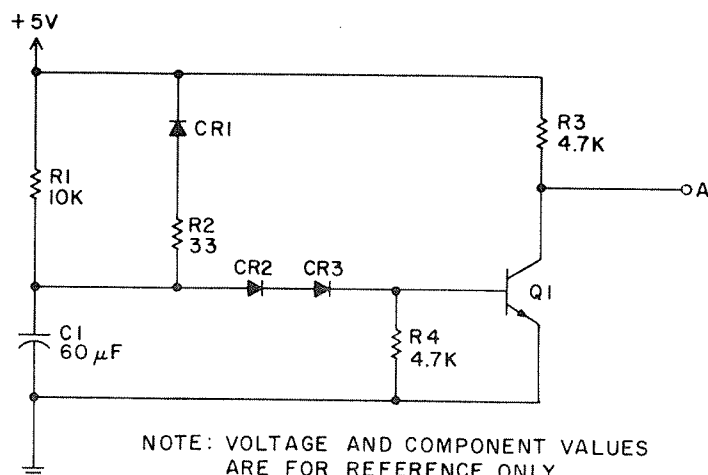 +5V
CR1
R3
4.7K
A
R1
10K
R2
33
CR2
CR3
Q1
C1
60 μF
R4
4.7K
NOTE: VOLTAGE AND COMPONENT VALUES
ARE FOR REFERENCE ONLY